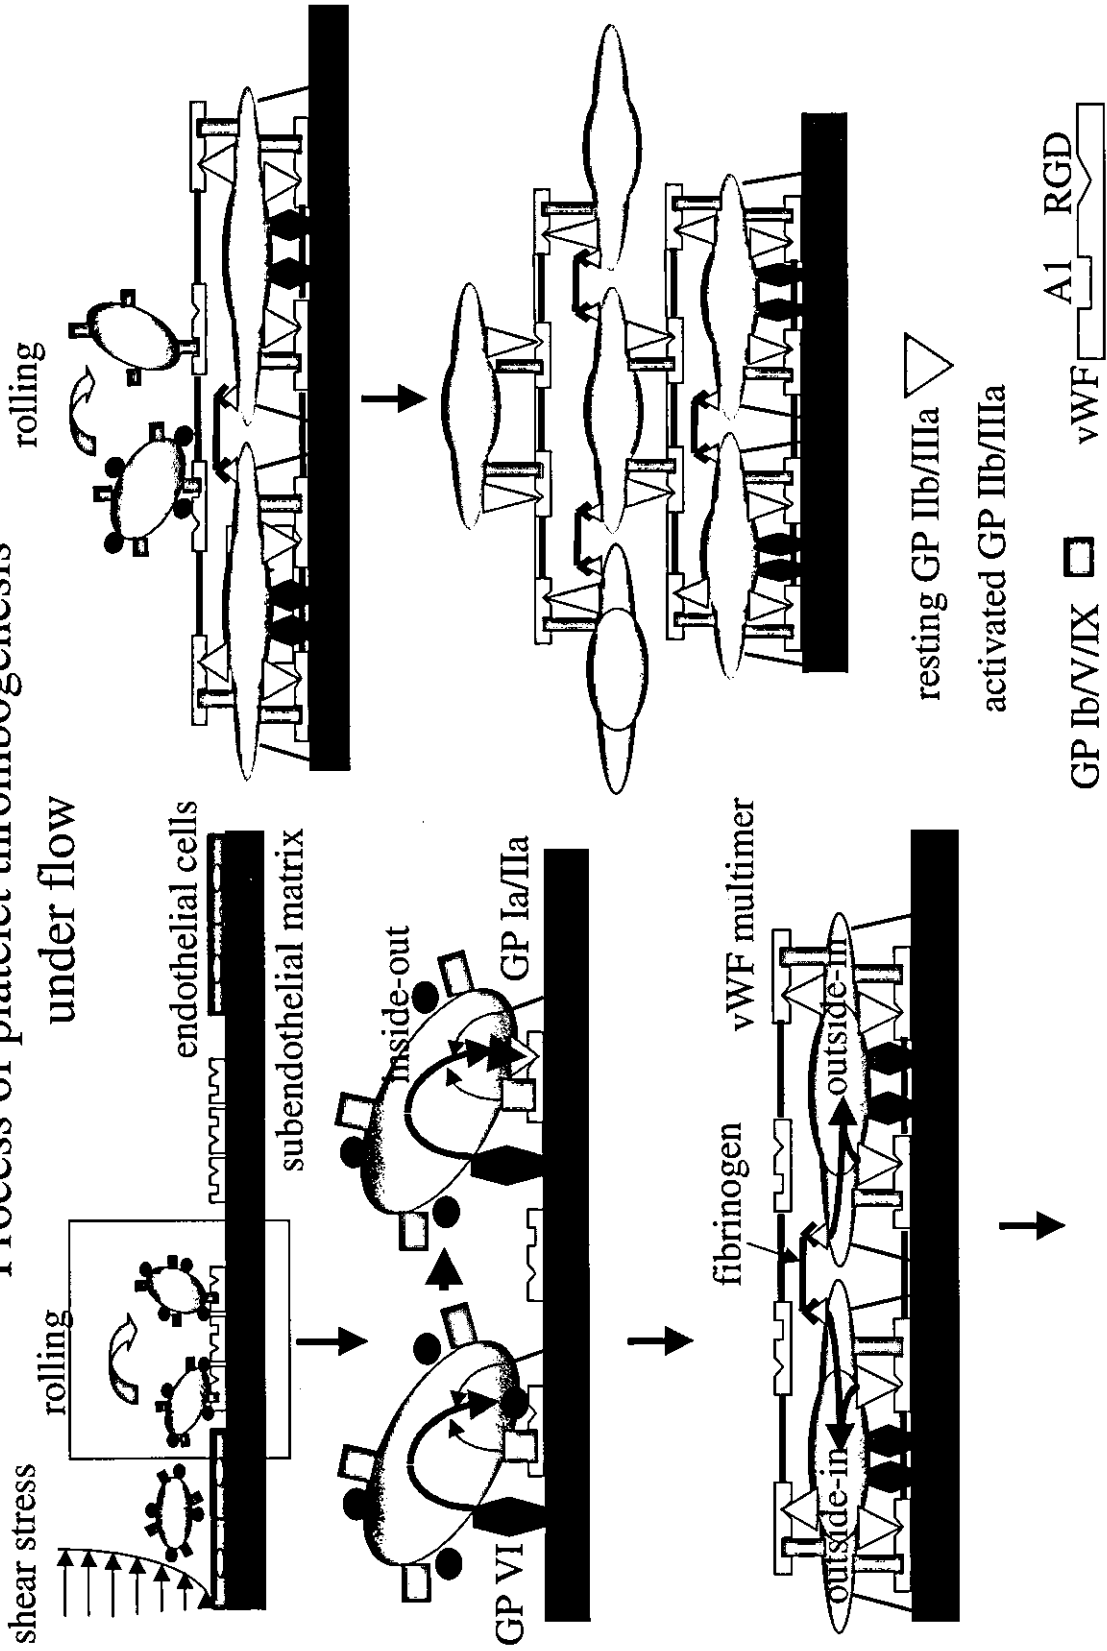 Process of platelet thrombogenesis
under flow
shear stress
rolling
endothelial cells
subendothelial matrix
inside-out
GP VI
GP Ia/IIa
fibrinogen
vWF multimer
outside-in
outside-in
rolling
resting GP IIb/IIIa
activated GP IIb/IIIa
GP Ib/V/IX
vWF
A1
RGD